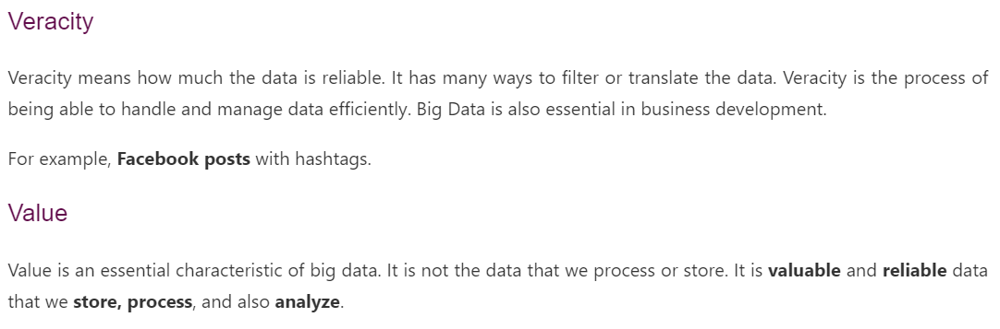 Veracity
Veracity means how much the data is reliable. It has many ways to filter or translate the data. Veracity is the process of
being able to handle and manage data efficiently. Big Data is also essential in business development.
For example, Facebook posts with hashtags.
Value
Value is an essential characteristic of big data. It is not the data that we process or store. It is valuable and reliable data
that we store, process, and also analyze.